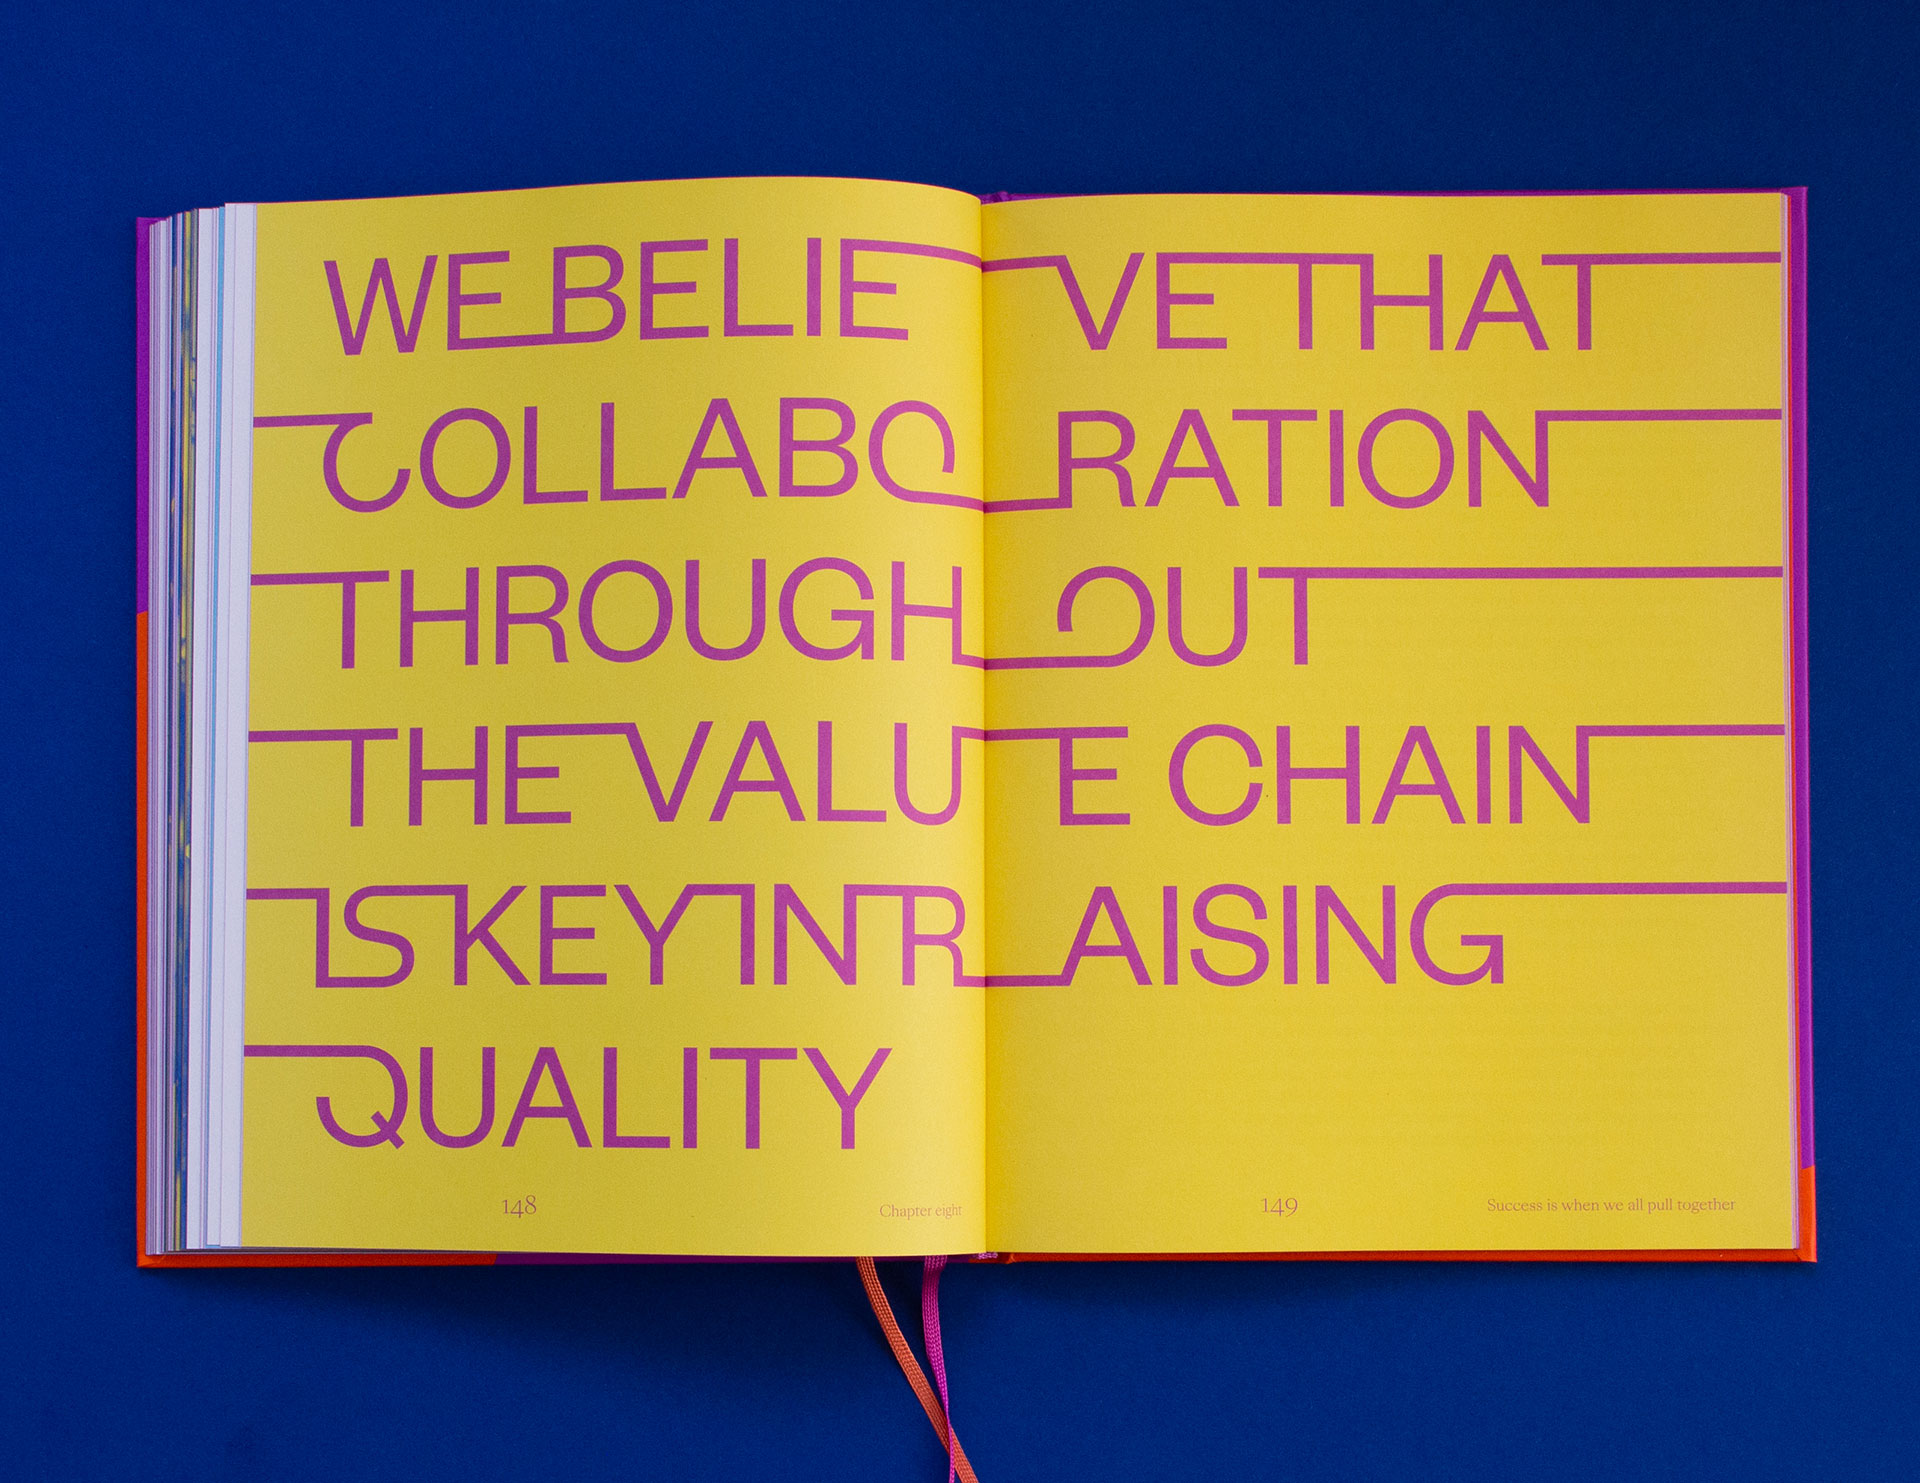 WE BELIEVE THAT
COLLABORATION
THROUGHOUT
THE VALUE CHAIN
IS KEY IN RAISING
QUALITY
148
Chapter eight
149
Success is when we all pull together